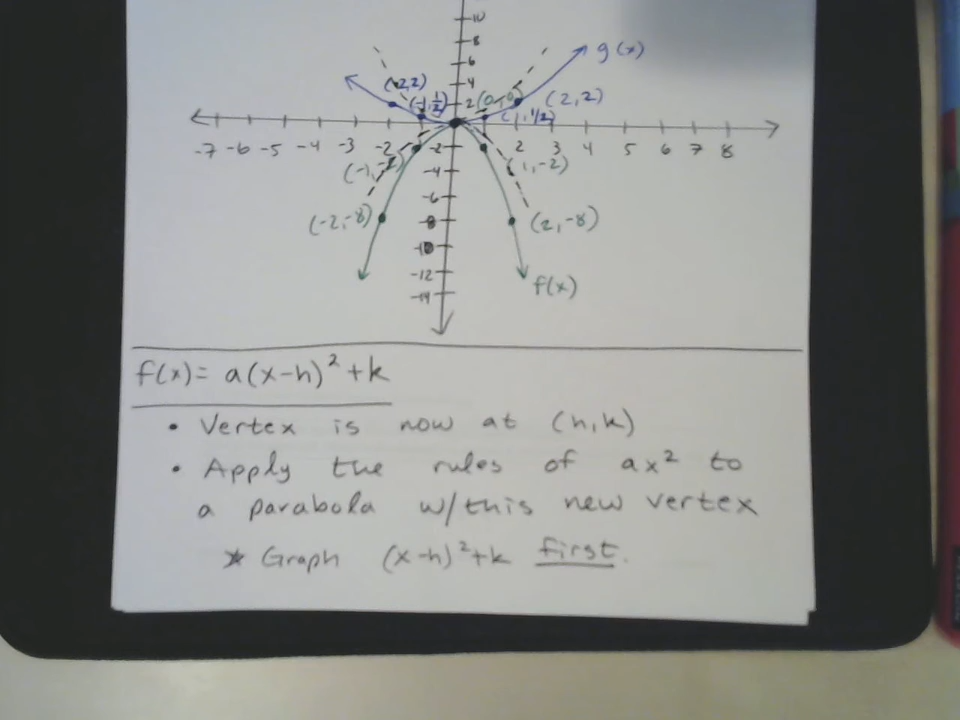 10
8
6
4
2
g(x)
(-2,2)
(-1,½)
(0,0)
(1,1/2)
(2,2)
-7 -6 -5 -4 -3 -2
2 3 4 5 6 7 8
-2
-4
-6
-8
-10
-12
-14
(-1,-2)
(1,-2)
(-2,-8)
(2,-8)
f(x)
f(x)= a(x-h)²+k
• Vertex is now at (h,k)
• Apply the rules of ax² to
a parabola w/this new vertex
* Graph (x-h)²+k first.